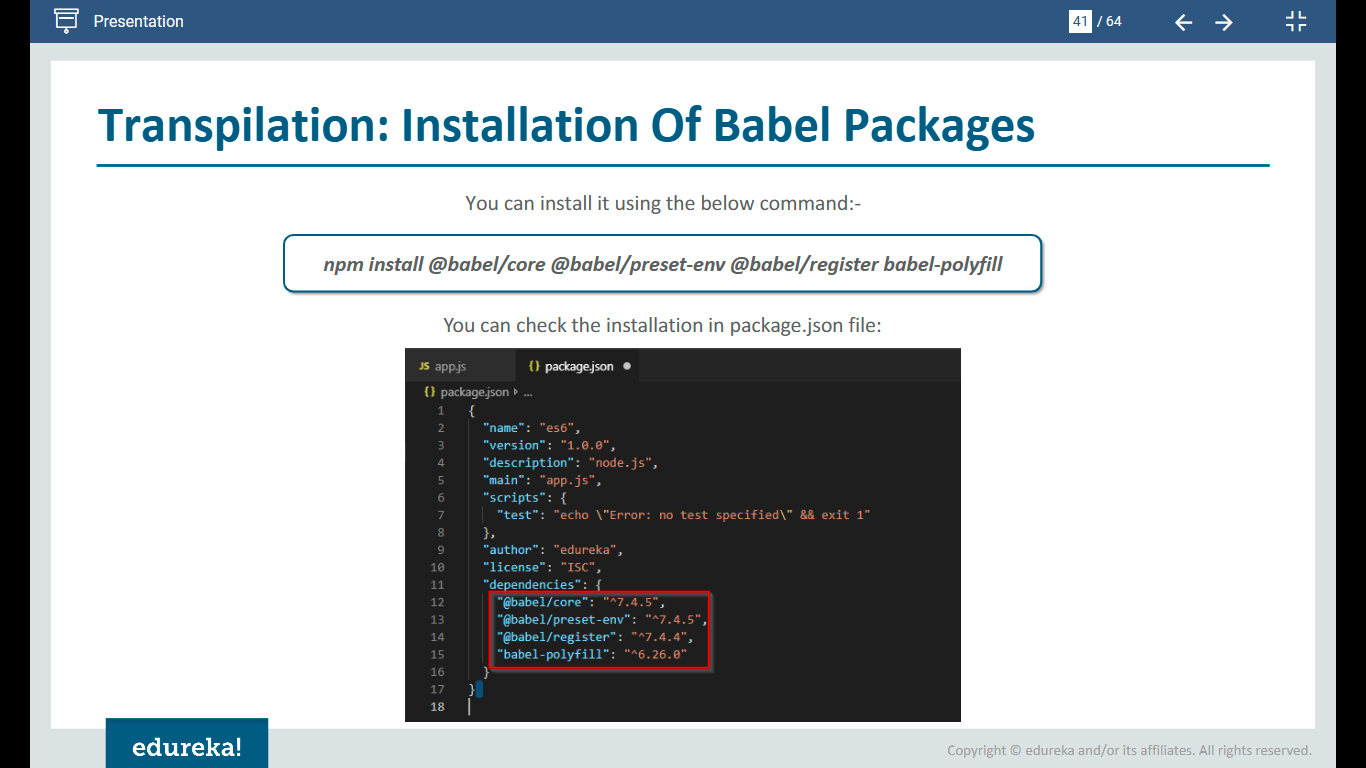 Presentation
41 / 64
Transpilation: Installation Of Babel Packages
You can install it using the below command:-
npm install @babel/core @babel/preset-env @babel/register babel-polyfill
You can check the installation in package.json file:
JS app.js {} package.json
{} package.json ...
1 {
2 "name": "es6",
3 "version": "1.0.0",
4 "description": "node.js",
5 "main": "app.js",
6 "scripts": {
7 "test": "echo \"Error: no test specified\" && exit 1"
8 },
9 "author": "edureka",
10 "license": "ISC",
11 "dependencies": {
12 "@babel/core": "^7.4.5",
13 "@babel/preset-env": "^7.4.5",
14 "@babel/register": "^7.4.4",
15 "babel-polyfill": "^6.26.0"
16 }
17 }
18
edureka!
Copyright © edureka and/or its affiliates. All rights reserved.